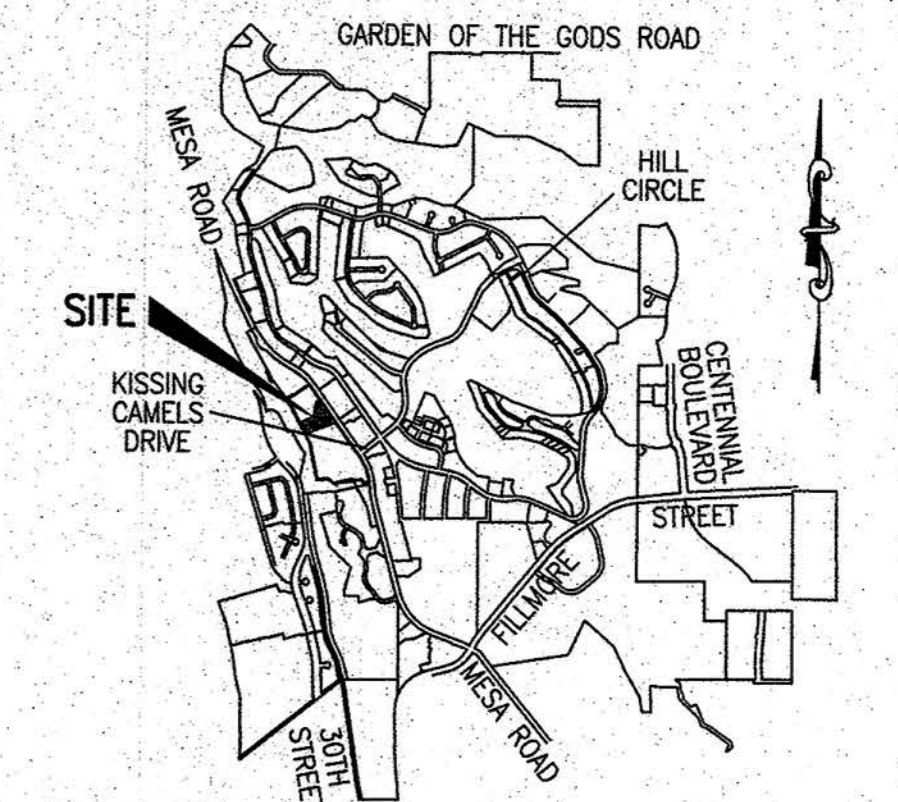 GARDEN OF THE GODS ROAD
MESA ROAD
HILL
CIRCLE
SITE
KISSING
CAMELS
DRIVE
CENTENNIAL
BOULEVARD
STREET
FILLMORE
MESA ROAD
30TH
STREET